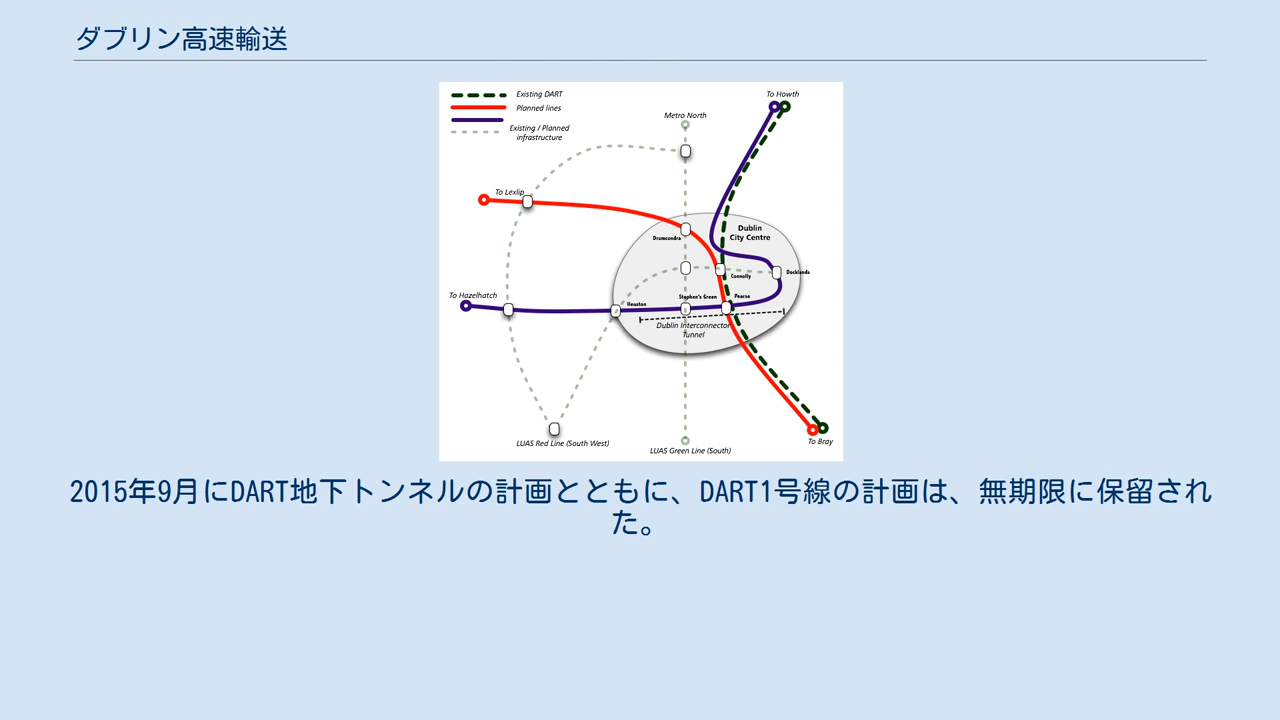 ダブリン高速輸送
Existing DART
Planned lines
Existing / Planned
infrastructure
To Howth
Metro North
To Lexlip
Dublin
City Centre
Drumcondra
Connolly
Docklands
To Hazelhatch
Heuston
Stephen's Green
Pearse
Dublin Interconnector
Tunnel
LUAS Red Line (South West)
LUAS Green Line (South)
To Bray
2015年9月にDART地下トンネルの計画とともに、DART1号線の計画は、無期限に保留され
た。